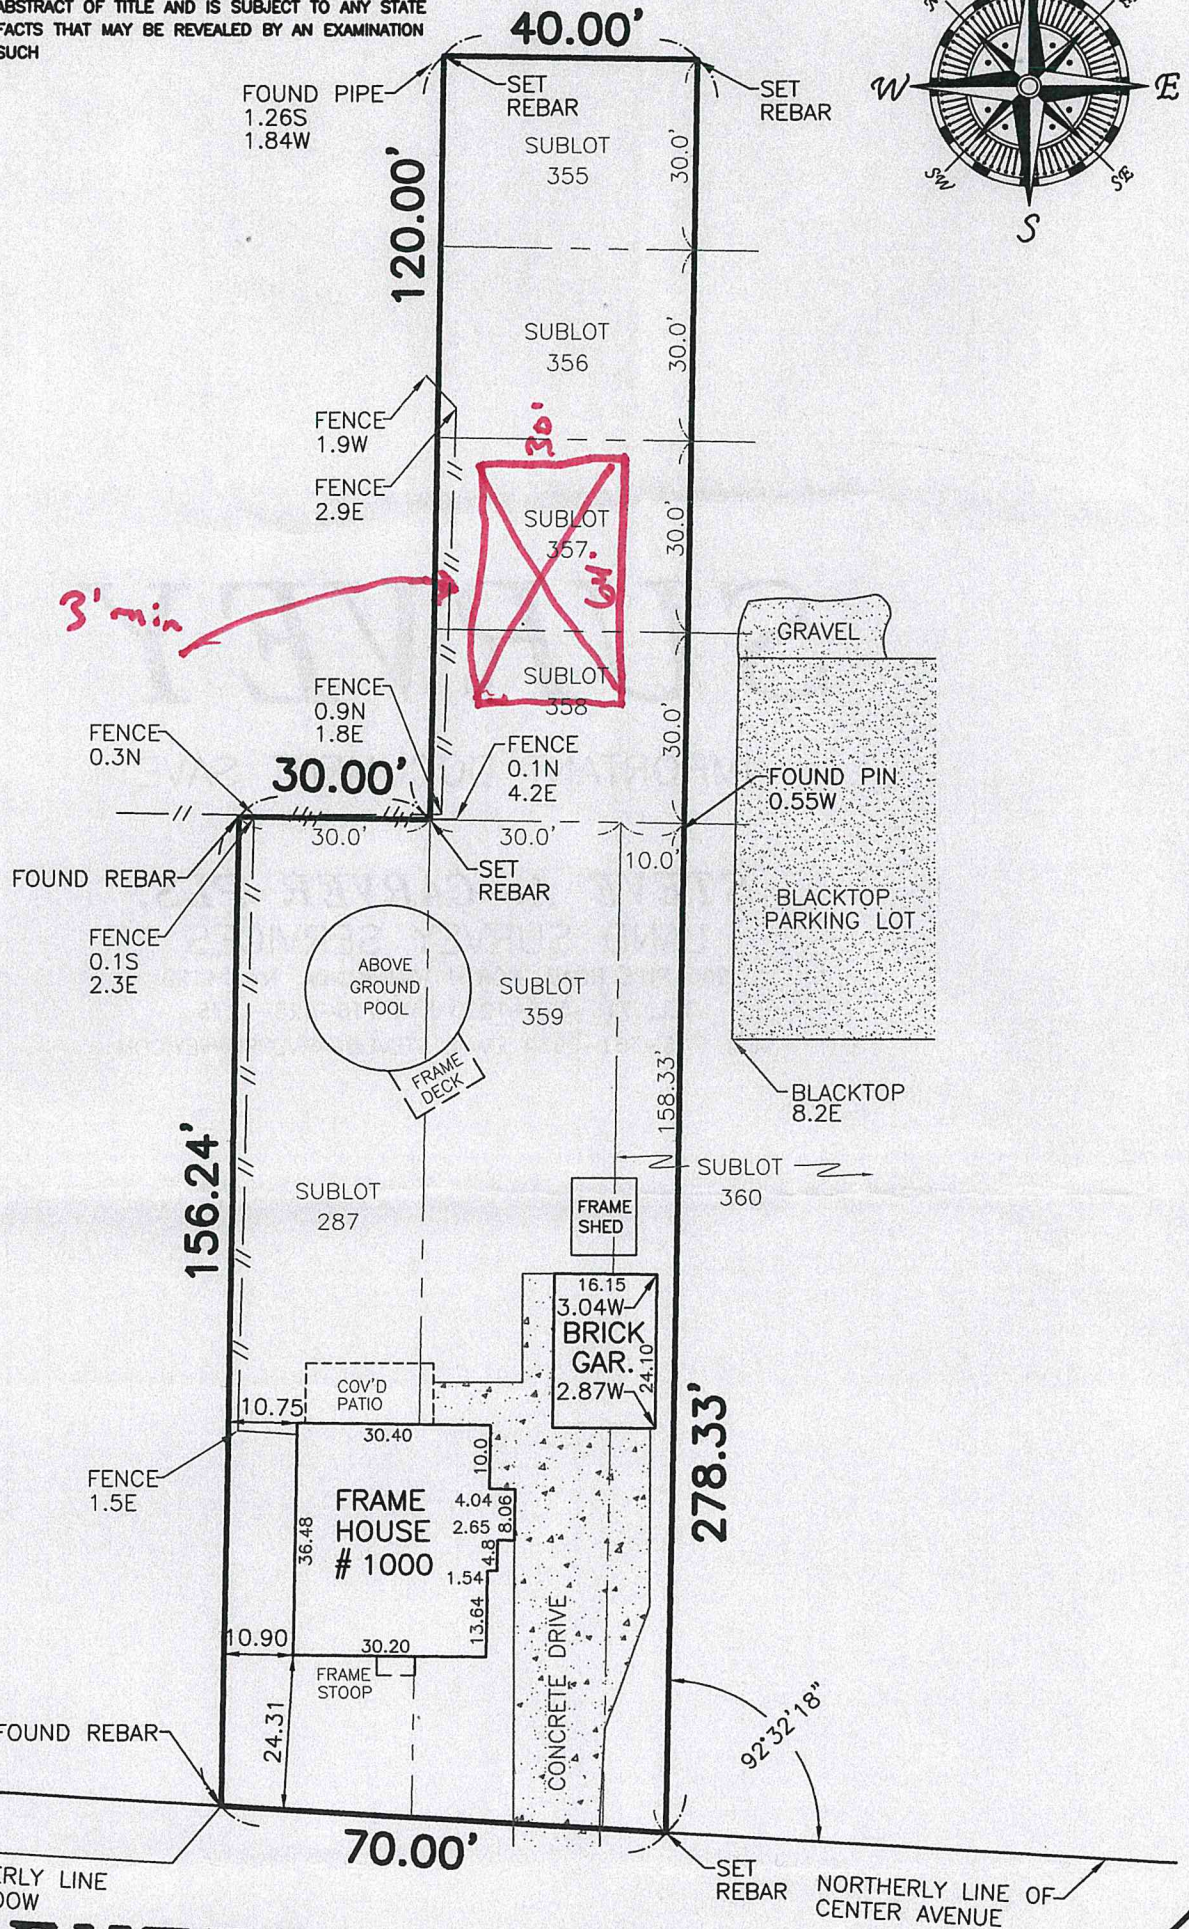 ABSTRACT OF TITLE AND IS SUBJECT TO ANY STATE
FACTS THAT MAY BE REVEALED BY AN EXAMINATION
SUCH
40.00'
W
E
SW
SE
S
FOUND PIPE
1.26S
1.84W
SET
REBAR
SET
REBAR
SUBLOT
355
30.0'
120.00'
SUBLOT
356
30.0'
FENCE
1.9W
FENCE
2.9E
30'
SUBLOT
357
64'
30.0'
3' min
GRAVEL
SUBLOT
358
30.0'
FENCE
0.9N
1.8E
FENCE
0.3N
FENCE
0.1N
4.2E
30.00'
FOUND PIN
0.55W
30.0'
30.0'
10.0'
FOUND REBAR
SET
REBAR
FENCE
0.1S
2.3E
BLACKTOP
PARKING LOT
ABOVE
GROUND
POOL
SUBLOT
359
FRAME
DECK
158.33'
BLACKTOP
8.2E
156.24'
SUBLOT
287
SUBLOT
360
FRAME
SHED
16.15
3.04W
BRICK
GAR.
24.10
2.87W
COV'D
PATIO
10.75
30.40
10.0
278.33'
FENCE
1.5E
FRAME
HOUSE
# 1000
36.48
4.04
8.06
2.65
4.8
1.54
13.64
10.90
30.20
FRAME
STOOP
CONCRETE DRIVE
24.31
92°32'18"
FOUND REBAR
70.00'
SET
REBAR
NORTHERLY LINE OF
CENTER AVENUE
ERLY LINE
DOW